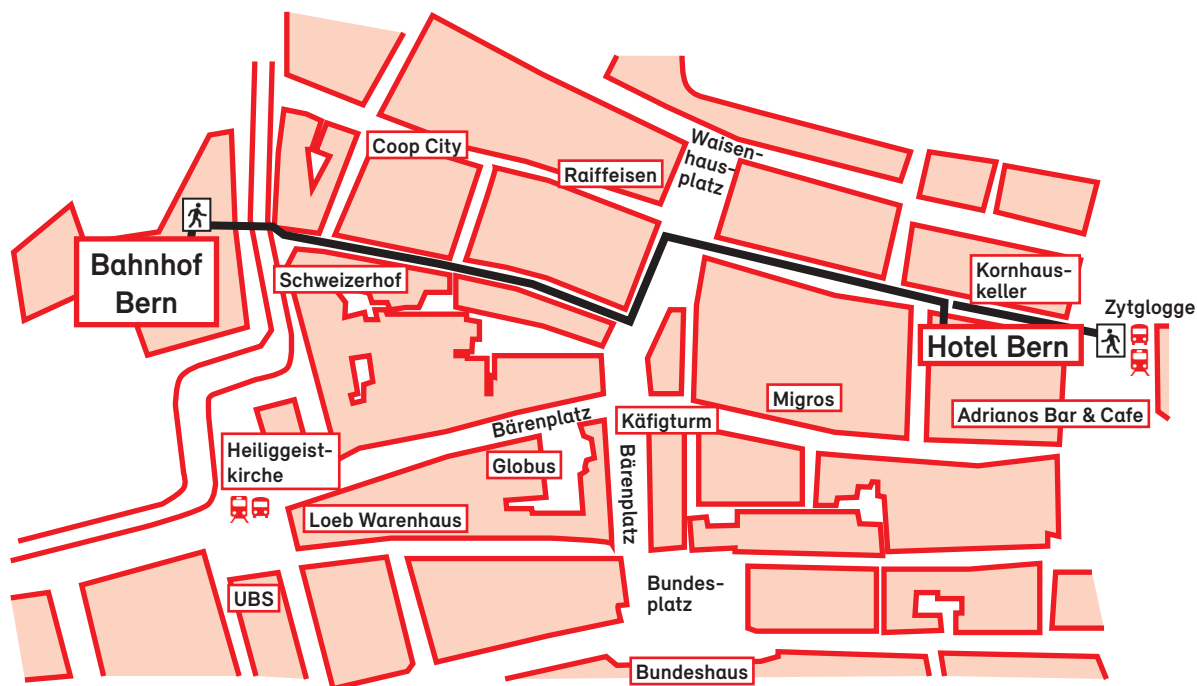 Coop City
Raiffeisen
Waisen-
haus-
platz
Bahnhof
Bern
Schweizerhof
Kornhaus-
keller
Zytglogge
Hotel Bern
Migros
Adrianos Bar & Cafe
Bärenplatz
Käfigturm
Heiliggeist-
kirche
Globus
Bärenplatz
Loeb Warenhaus
UBS
Bundes-
platz
Bundeshaus